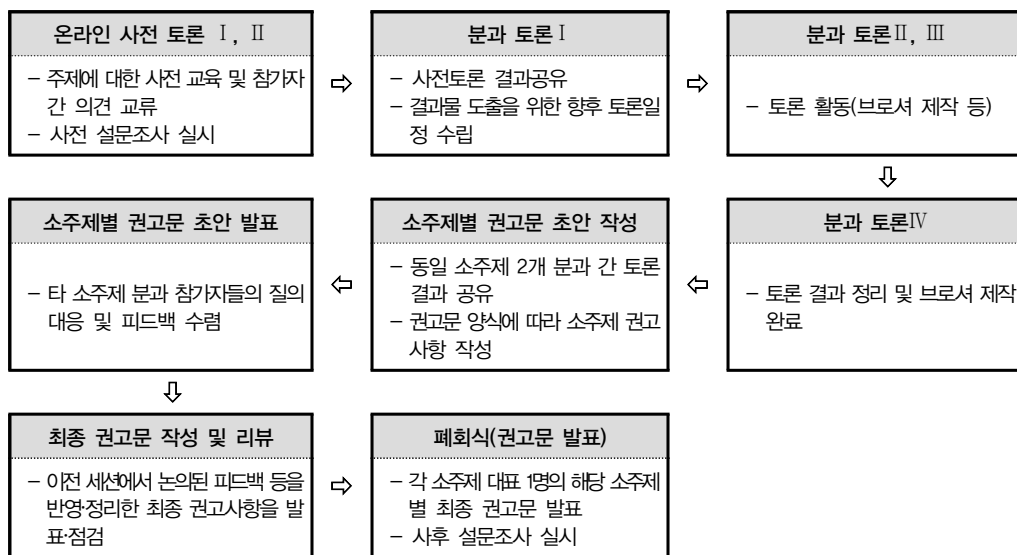 온라인 사전 토론 Ⅰ, Ⅱ
– 주제에 대한 사전 교육 및 참가자
간 의견 교류
– 사전 설문조사 실시
⇨
분과 토론Ⅰ
– 사전토론 결과공유
– 결과물 도출을 위한 향후 토론일
정 수립
⇨
분과 토론Ⅱ, Ⅲ
– 토론 활동(브로셔 제작 등)
⇩
분과 토론Ⅳ
– 토론 결과 정리 및 브로셔 제작
완료
⇦
소주제별 권고문 초안 작성
– 동일 소주제 2개 분과 간 토론
결과 공유
– 권고문 양식에 따라 소주제 권고
사항 작성
⇦
소주제별 권고문 초안 발표
– 타 소주제 분과 참가자들의 질의
대응 및 피드백 수렴
⇩
최종 권고문 작성 및 리뷰
– 이전 세션에서 논의된 피드백 등을
반영·정리한 최종 권고사항을 발
표·점검
⇨
폐회식(권고문 발표)
– 각 소주제 대표 1명의 해당 소주제
별 최종 권고문 발표
– 사후 설문조사 실시